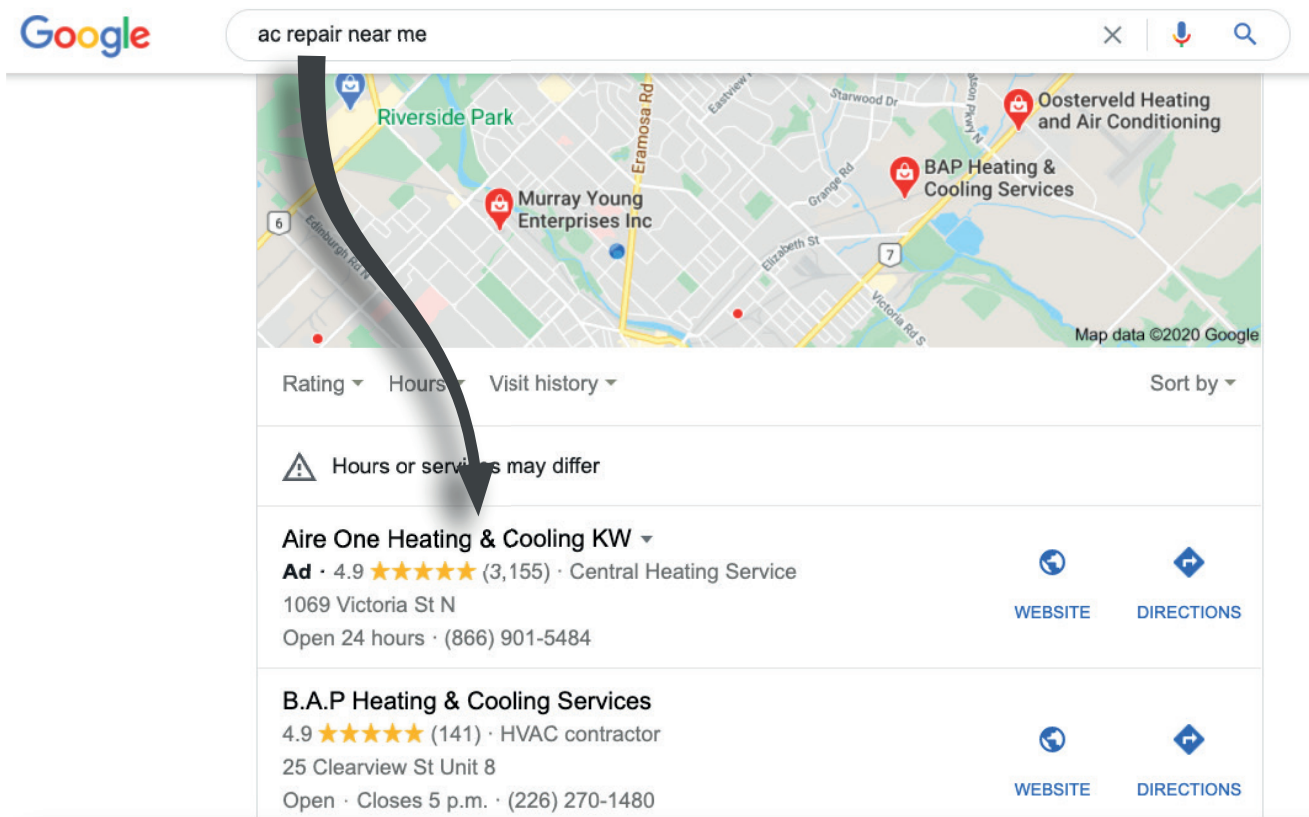 Google
ac repair near me
Riverside Park
Eramosa Rd
Eastview
Starwood Dr
Watson Pkwy N
Oosterveld Heating
and Air Conditioning
BAP Heating &
Cooling Services
Grange Rd
Murray Young
Enterprises Inc
6
Edinburgh Rd N
Elizabeth St
7
Victoria Rd S
Map data ©2020 Google
Rating
Hours
Visit history
Sort by
Hours or services may differ
Aire One Heating & Cooling KW
Ad · 4.9 ★★★★★ (3,155) · Central Heating Service
1069 Victoria St N
Open 24 hours · (866) 901-5484
WEBSITE
DIRECTIONS
B.A.P Heating & Cooling Services
4.9 ★★★★★ (141) · HVAC contractor
25 Clearview St Unit 8
Open · Closes 5 p.m. · (226) 270-1480
WEBSITE
DIRECTIONS